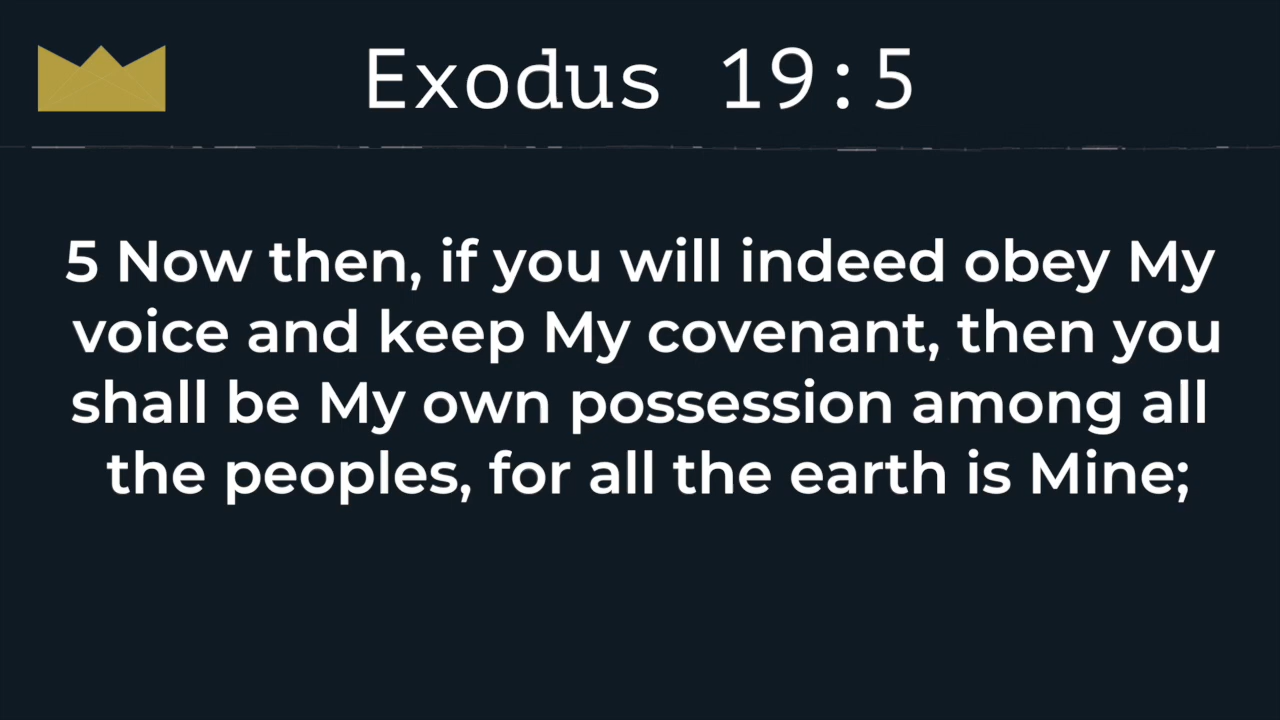 Exodus 19:5
5 Now then, if you will indeed obey My
voice and keep My covenant, then you
shall be My own possession among all
the peoples, for all the earth is Mine;